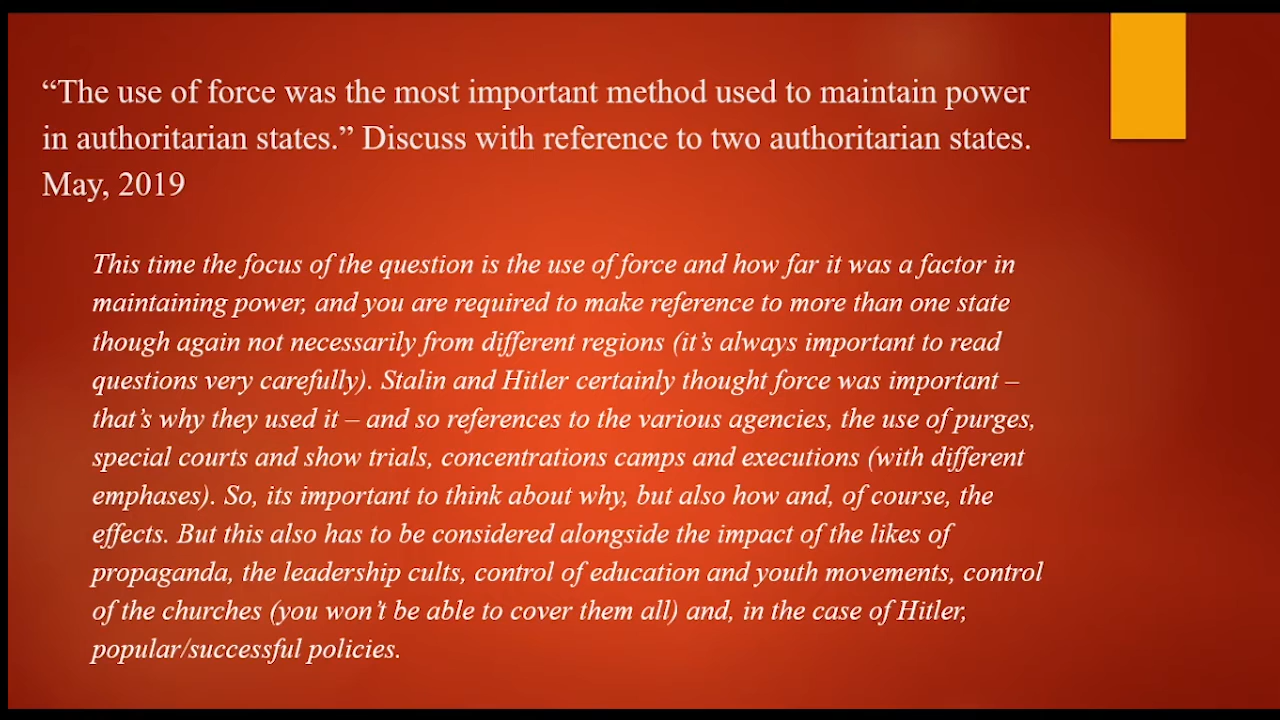 “The use of force was the most important method used to maintain power
in authoritarian states.” Discuss with reference to two authoritarian states.
May, 2019
This time the focus of the question is the use of force and how far it was a factor in
maintaining power, and you are required to make reference to more than one state
though again not necessarily from different regions (it’s always important to read
questions very carefully). Stalin and Hitler certainly thought force was important –
that’s why they used it – and so references to the various agencies, the use of purges,
special courts and show trials, concentrations camps and executions (with different
emphases). So, its important to think about why, but also how and, of course, the
effects. But this also has to be considered alongside the impact of the likes of
propaganda, the leadership cults, control of education and youth movements, control
of the churches (you won’t be able to cover them all) and, in the case of Hitler,
popular/successful policies.